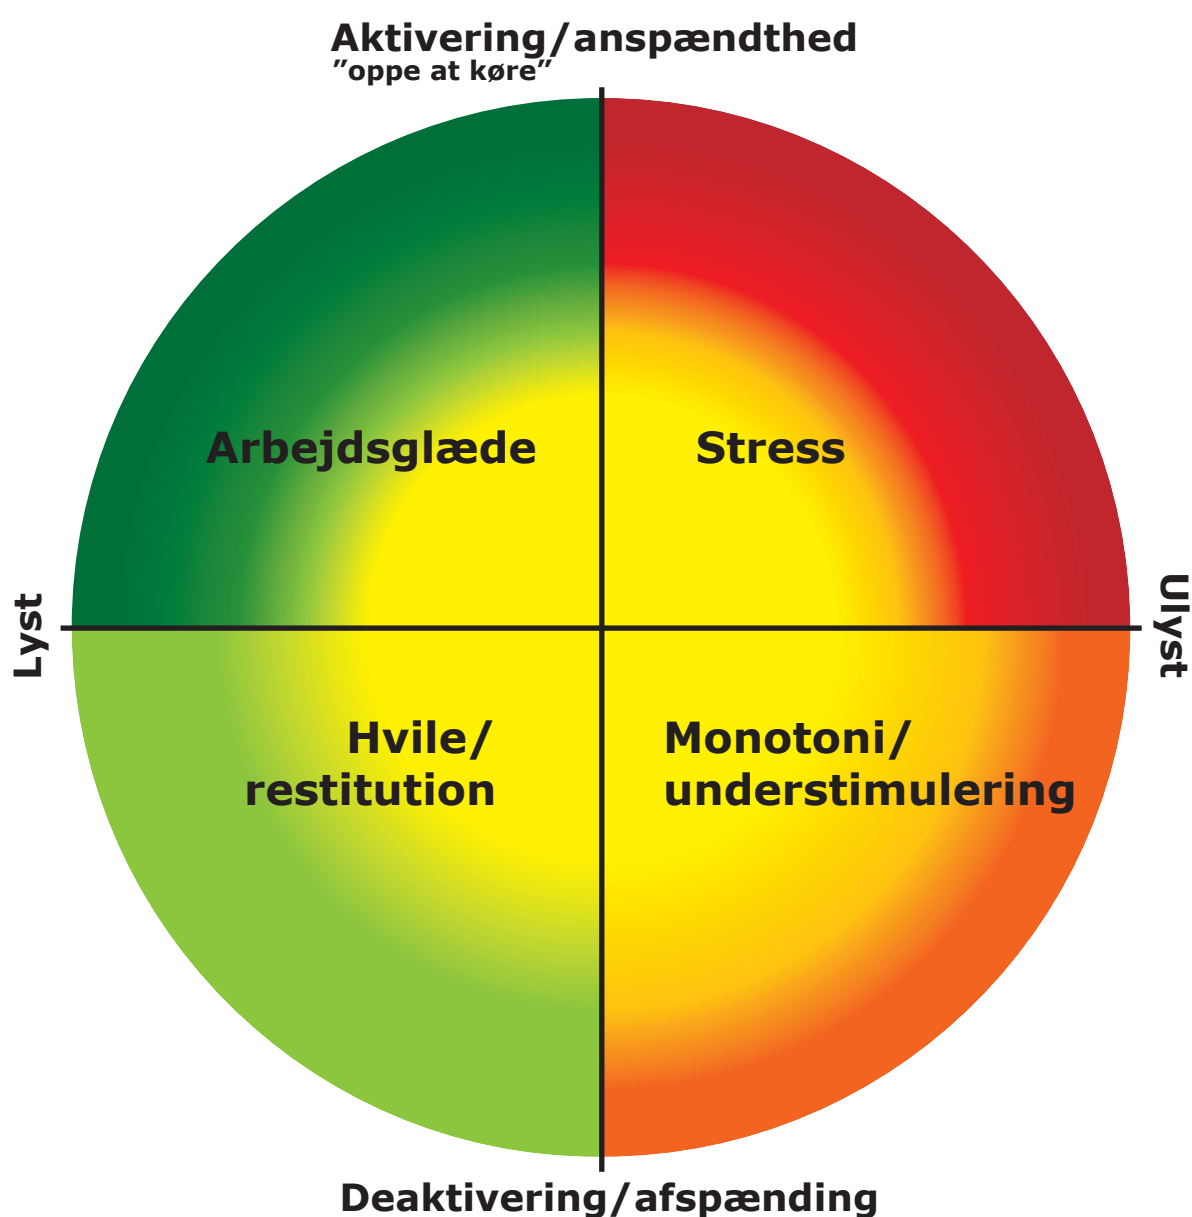 Aktivering/anspændthed
”oppe at køre”
Arbejdsglæde
Stress
Lyst
Ulyst
Hvile/
restitution
Monotoni/
understimulering
Deaktivering/afspænding